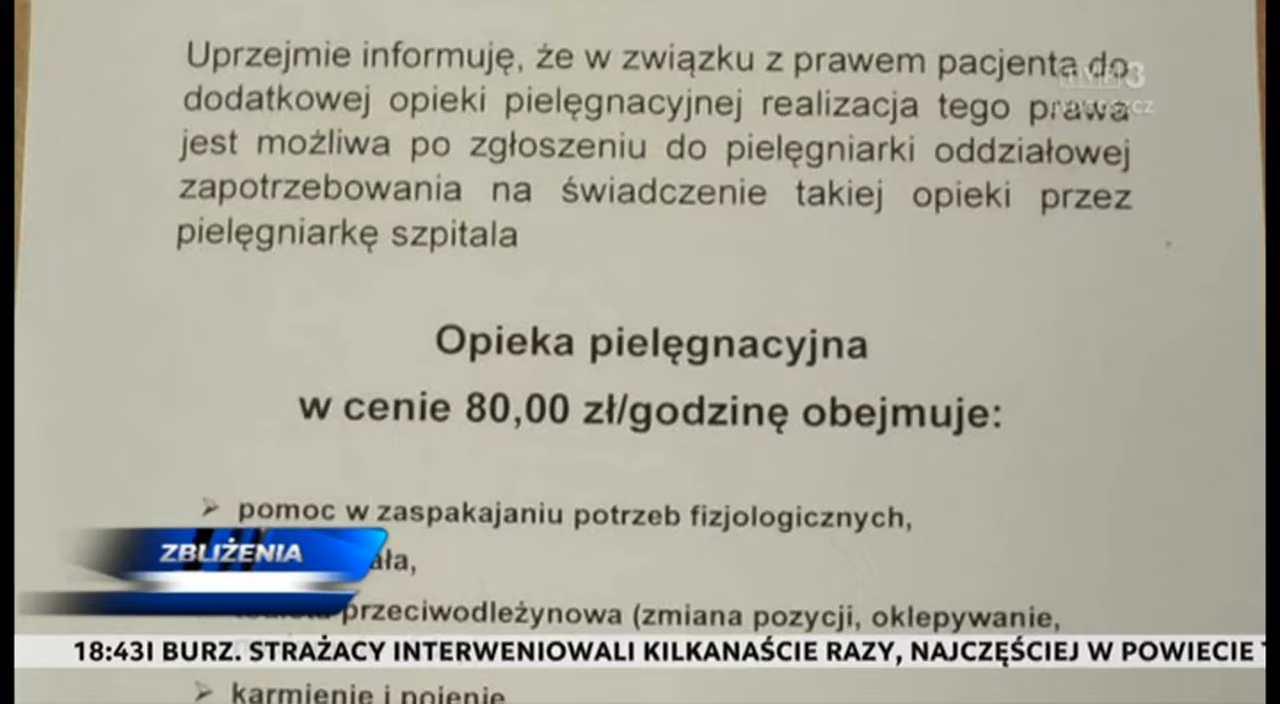 Uprzejmie informuję, że w związku z prawem pacjenta do
dodatkowej opieki pielęgnacyjnej realizacja tego prawa
jest możliwa po zgłoszeniu do pielęgniarki oddziałowej
zapotrzebowania na świadczenie takiej opieki przez
pielęgniarkę szpitala
Opieka pielęgnacyjna
w cenie 80,00 zł/godzinę obejmuje:
➢ pomoc w zaspakajaniu potrzeb fizjologicznych,
ZBLIŻENIA
przeciwodleżynowa (zmiana pozycji, oklepywanie,
18:43I BURZ. STRAŻACY INTERWENIOWALI KILKANAŚCIE RAZY, NAJCZĘŚCIEJ W POWIECIE
➢ karmienie i pojenie